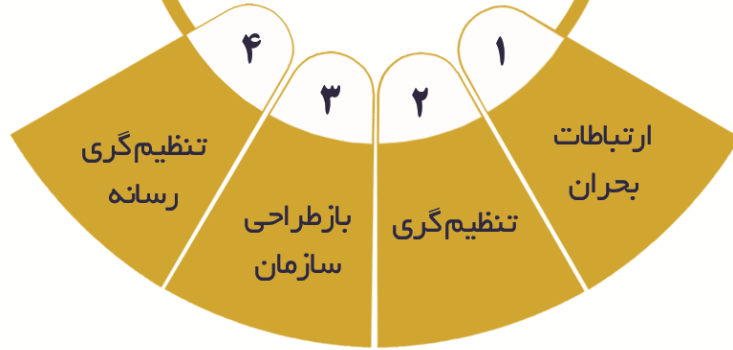 ۱
ارتباطات
بحران
۲
تنظیم‌گری
۳
بازطراحی
سازمان
۴
تنظیم‌گری
رسانه